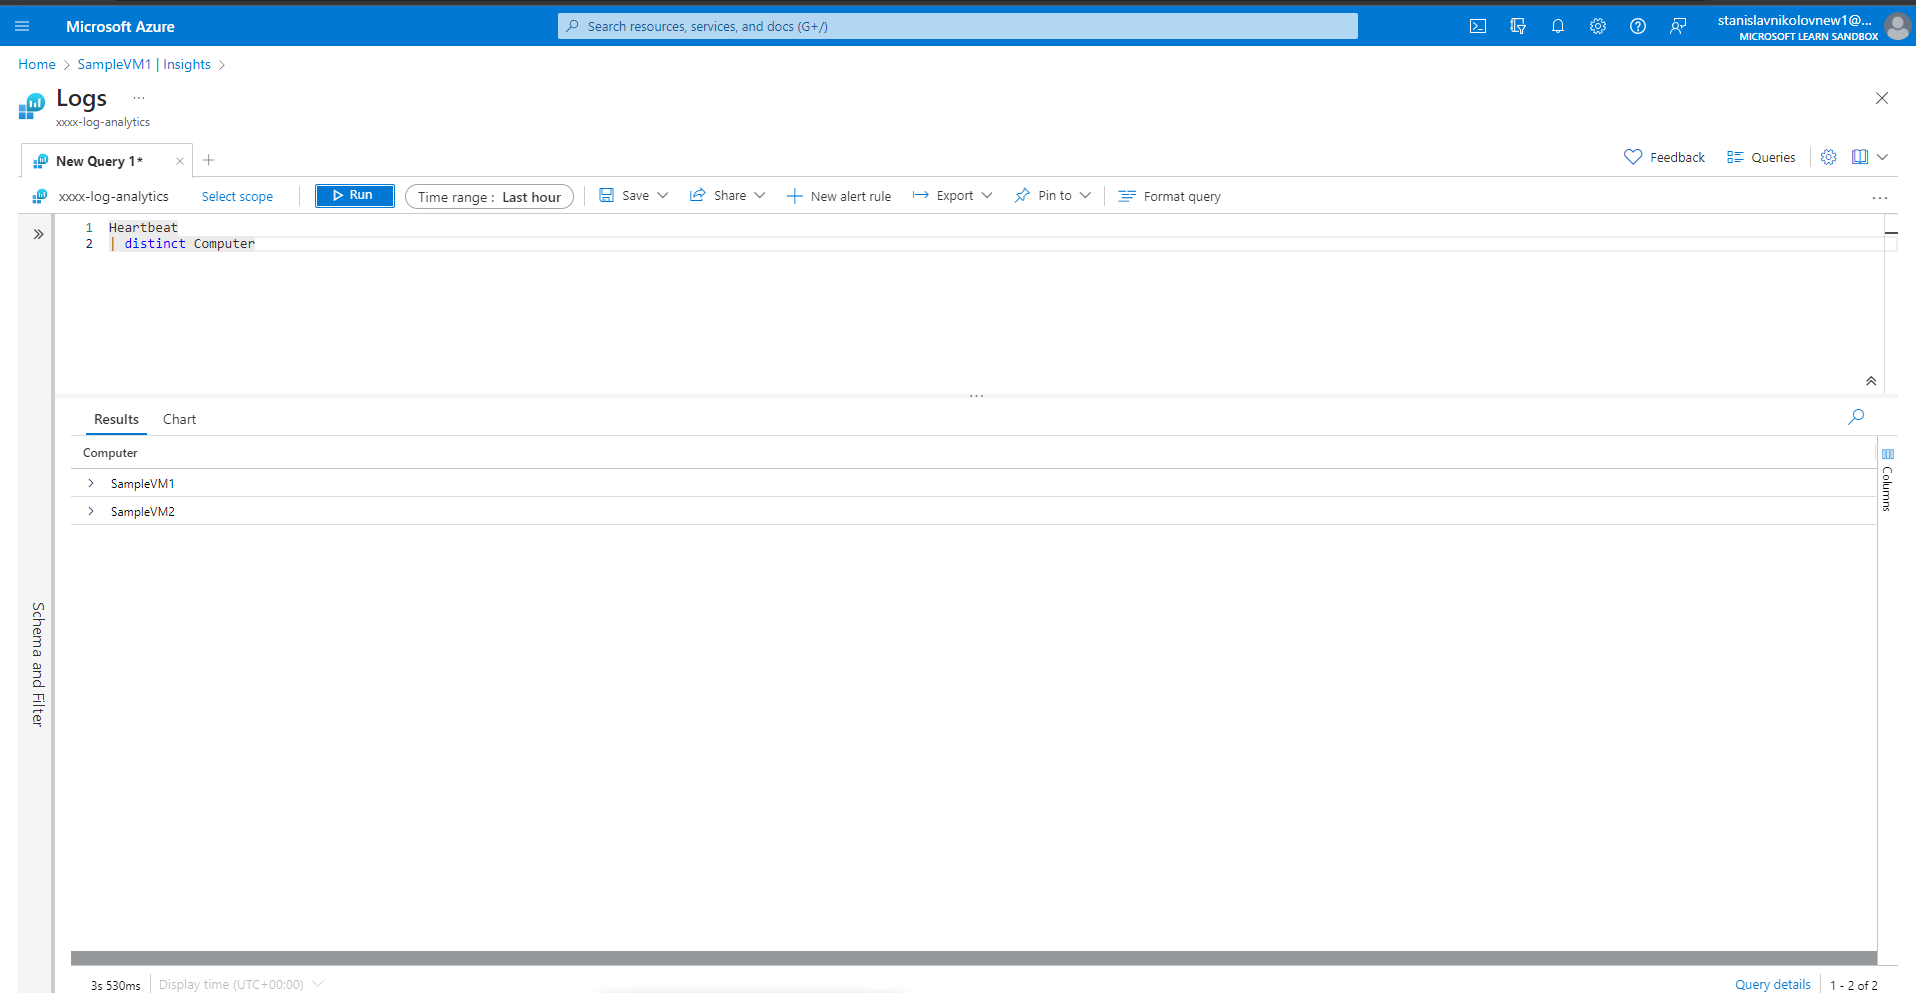 Microsoft Azure
Search resources, services, and docs (G+/)
stanislavnikolovnew1@...
MICROSOFT LEARN SANDBOX
Home > SampleVM1 | Insights >
Logs ...
xxxx-log-analytics
New Query 1*
Feedback
Queries
xxxx-log-analytics
Select scope
Run
Time range : Last hour
Save
Share
New alert rule
Export
Pin to
Format query
...
1 Heartbeat
2 | distinct Computer
Results
Chart
Computer
SampleVM1
SampleVM2
Columns
Schema and Filter
3s 530ms
Display time (UTC+00:00)
Query details
1 - 2 of 2